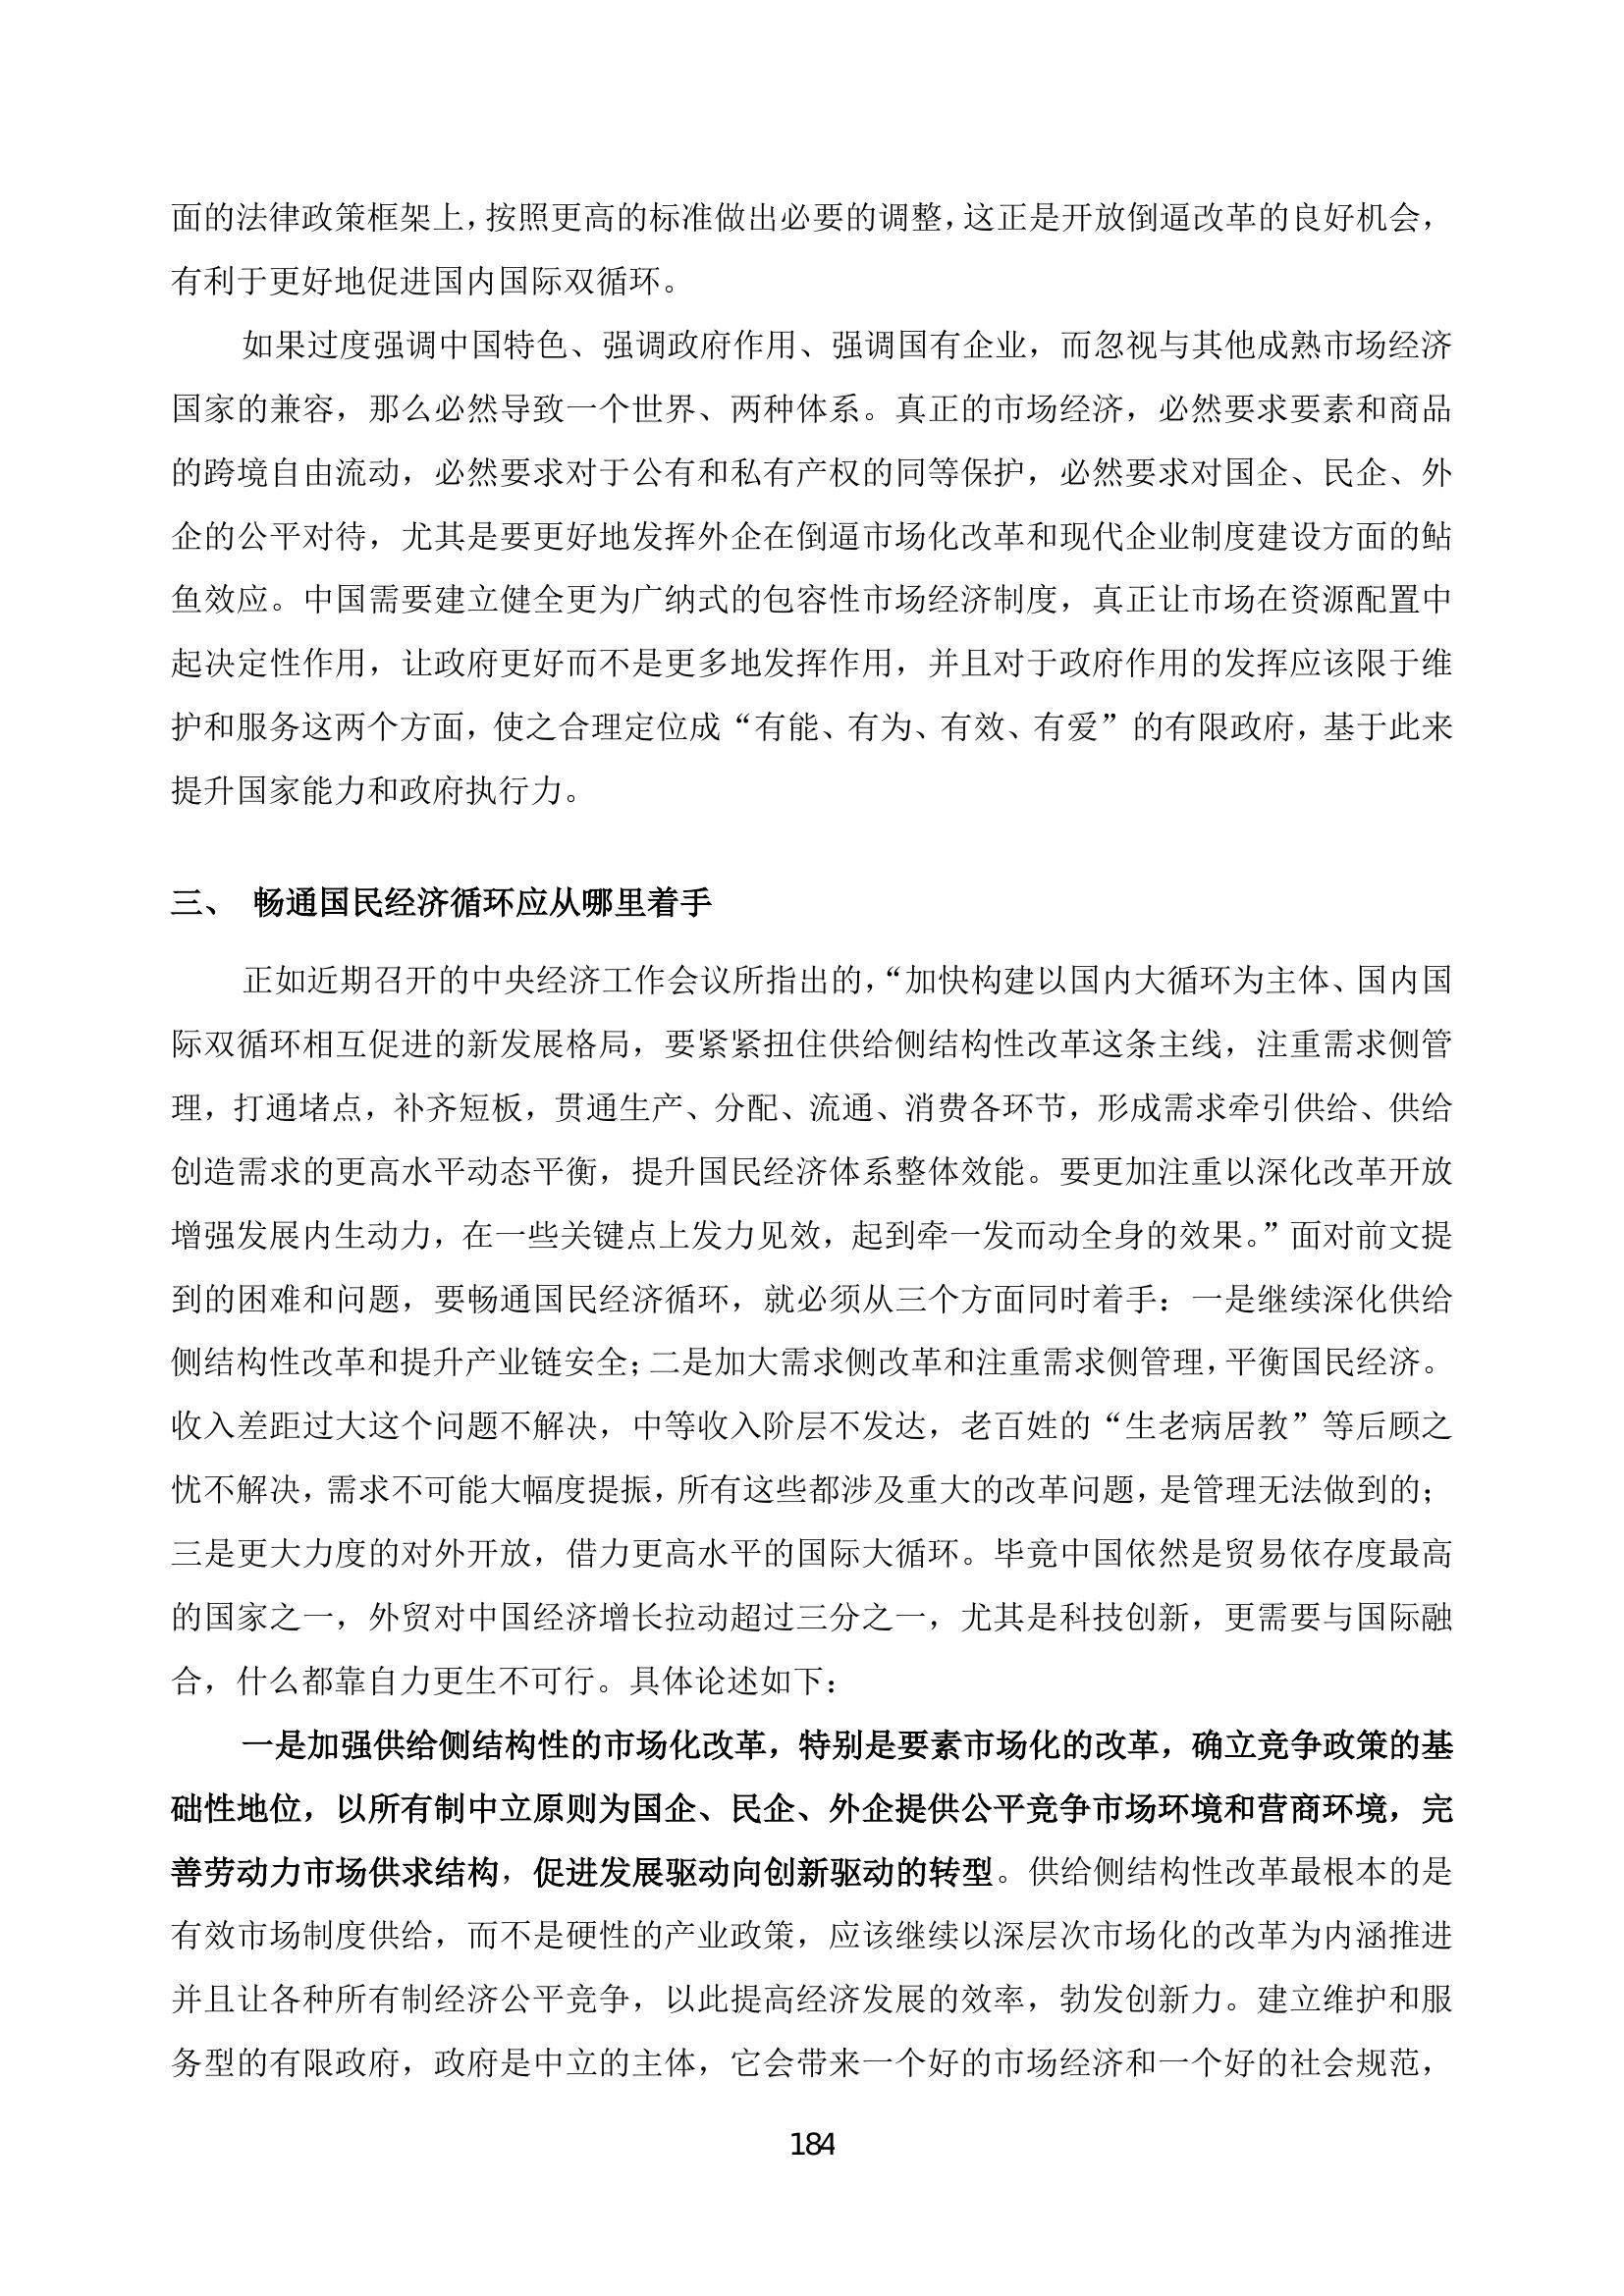 面的法律政策框架上，按照更高的标准做出必要的调整，这正是开放倒逼改革的良好机会，
有利于更好地促进国内国际双循环。
如果过度强调中国特色、强调政府作用、强调国有企业，而忽视与其他成熟市场经济
国家的兼容，那么必然导致一个世界、两种体系。真正的市场经济，必然要求要素和商品
的跨境自由流动，必然要求对于公有和私有产权的同等保护，必然要求对国企、民企、外
企的公平对待，尤其是要更好地发挥外企在倒逼市场化改革和现代企业制度建设方面的鲇
鱼效应。中国需要建立健全更为广纳式的包容性市场经济制度，真正让市场在资源配置中
起决定性作用，让政府更好而不是更多地发挥作用，并且对于政府作用的发挥应该限于维
护和服务这两个方面，使之合理定位成“有能、有为、有效、有爱”的有限政府，基于此来
提升国家能力和政府执行力。
三、 畅通国民经济循环应从哪里着手
正如近期召开的中央经济工作会议所指出的，“加快构建以国内大循环为主体、国内国
际双循环相互促进的新发展格局，要紧紧扭住供给侧结构性改革这条主线，注重需求侧管
理，打通堵点，补齐短板，贯通生产、分配、流通、消费各环节，形成需求牵引供给、供给
创造需求的更高水平动态平衡，提升国民经济体系整体效能。要更加注重以深化改革开放
增强发展内生动力，在一些关键点上发力见效，起到牵一发而动全身的效果。”面对前文提
到的困难和问题，要畅通国民经济循环，就必须从三个方面同时着手：一是继续深化供给
侧结构性改革和提升产业链安全；二是加大需求侧改革和注重需求侧管理，平衡国民经济。
收入差距过大这个问题不解决，中等收入阶层不发达，老百姓的“生老病居教”等后顾之
忧不解决，需求不可能大幅度提振，所有这些都涉及重大的改革问题，是管理无法做到的；
三是更大力度的对外开放，借力更高水平的国际大循环。毕竟中国依然是贸易依存度最高
的国家之一，外贸对中国经济增长拉动超过三分之一，尤其是科技创新，更需要与国际融
合，什么都靠自力更生不可行。具体论述如下：
一是加强供给侧结构性的市场化改革，特别是要素市场化的改革，确立竞争政策的基
础性地位，以所有制中立原则为国企、民企、外企提供公平竞争市场环境和营商环境，完
善劳动力市场供求结构，促进发展驱动向创新驱动的转型。供给侧结构性改革最根本的是
有效市场制度供给，而不是硬性的产业政策，应该继续以深层次市场化的改革为内涵推进
并且让各种所有制经济公平竞争，以此提高经济发展的效率，勃发创新力。建立维护和服
务型的有限政府，政府是中立的主体，它会带来一个好的市场经济和一个好的社会规范，
184